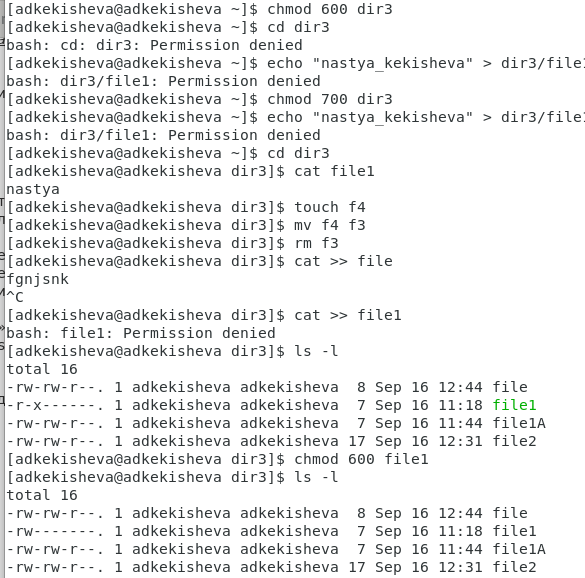 [adkekisheva@adkekisheva ~]$ chmod 600 dir3
[adkekisheva@adkekisheva ~]$ cd dir3
bash: cd: dir3: Permission denied
[adkekisheva@adkekisheva ~]$ echo "nastya_kekisheva" > dir3/file1
bash: dir3/file1: Permission denied
[adkekisheva@adkekisheva ~]$ chmod 700 dir3
[adkekisheva@adkekisheva ~]$ echo "nastya_kekisheva" > dir3/file1
bash: dir3/file1: Permission denied
[adkekisheva@adkekisheva ~]$ cd dir3
[adkekisheva@adkekisheva dir3]$ cat file1
nastya
[adkekisheva@adkekisheva dir3]$ touch f4
[adkekisheva@adkekisheva dir3]$ mv f4 f3
[adkekisheva@adkekisheva dir3]$ rm f3
[adkekisheva@adkekisheva dir3]$ cat >> file
fgnjsnk
^C
[adkekisheva@adkekisheva dir3]$ cat >> file1
bash: file1: Permission denied
[adkekisheva@adkekisheva dir3]$ ls -l
total 16
-rw-rw-r--. 1 adkekisheva adkekisheva  8 Sep 16 12:44 file
-r-x------. 1 adkekisheva adkekisheva  7 Sep 16 11:18 file1
-rw-rw-r--. 1 adkekisheva adkekisheva  7 Sep 16 11:44 file1A
-rw-rw-r--. 1 adkekisheva adkekisheva 17 Sep 16 12:31 file2
[adkekisheva@adkekisheva dir3]$ chmod 600 file1
[adkekisheva@adkekisheva dir3]$ ls -l
total 16
-rw-rw-r--. 1 adkekisheva adkekisheva  8 Sep 16 12:44 file
-rw-------. 1 adkekisheva adkekisheva  7 Sep 16 11:18 file1
-rw-rw-r--. 1 adkekisheva adkekisheva  7 Sep 16 11:44 file1A
-rw-rw-r--. 1 adkekisheva adkekisheva 17 Sep 16 12:31 file2